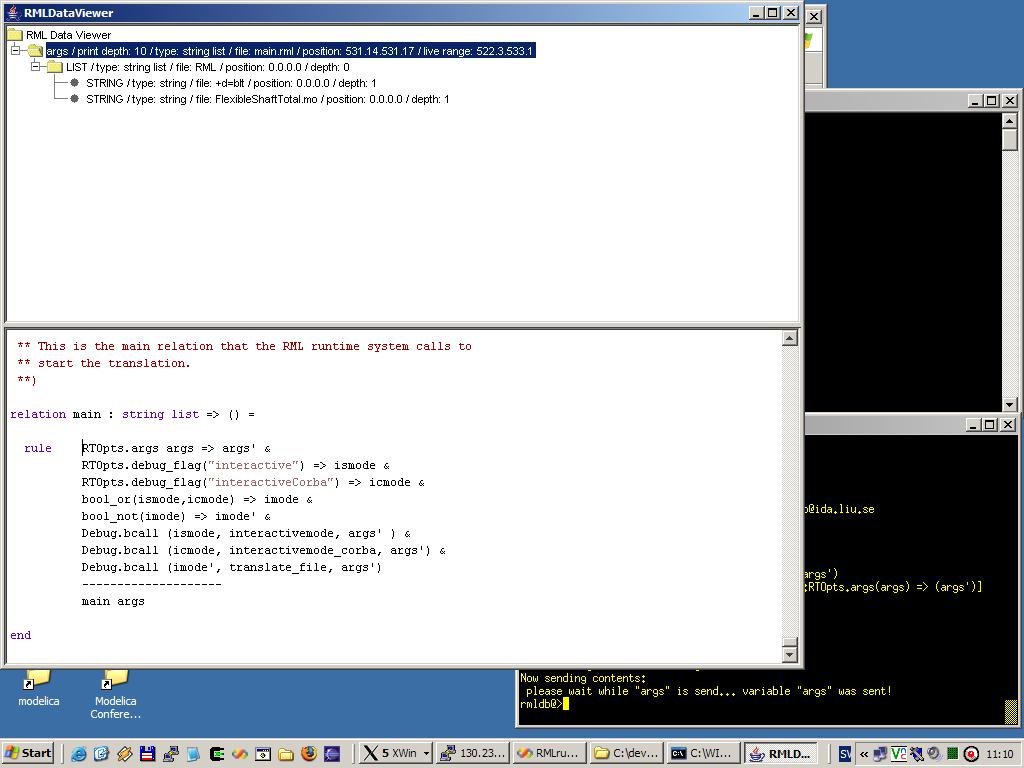 RMLDataViewer
RML Data Viewer
args / print depth: 10 / type: string list / file: main.rml / position: 531.14.531.17 / live range: 522.3.533.1
LIST / type: string list / file: RML / position: 0.0.0.0 / depth: 0
STRING / type: string / file: +d=blt / position: 0.0.0.0 / depth: 1
STRING / type: string / file: FlexibleShaftTotal.mo / position: 0.0.0.0 / depth: 1
** This is the main relation that the RML runtime system calls to
** start the translation.
**)
relation main : string list => () =
rule RTOpts.args args => args' &
RTOpts.debug_flag("interactive") => ismode &
RTOpts.debug_flag("interactiveCorba") => icmode &
bool_or(ismode,icmode) => imode &
bool_not(imode) => imode' &
Debug.bcall (ismode, interactivemode, args' ) &
Debug.bcall (icmode, interactivemode_corba, args') &
Debug.bcall (imode', translate_file, args')
--------------------
main args
end
@ida.liu.se
args')
:RTOpts.args(args) => (args')]
Now sending contents:
please wait while "args" is send... variable "args" was sent!
rmldb@>
modelica
Modelica
Confere...
Start
5 XWin
130.23...
RMLru...
C:\dev...
C:\WI...
RMLD...
SV
«
11:10